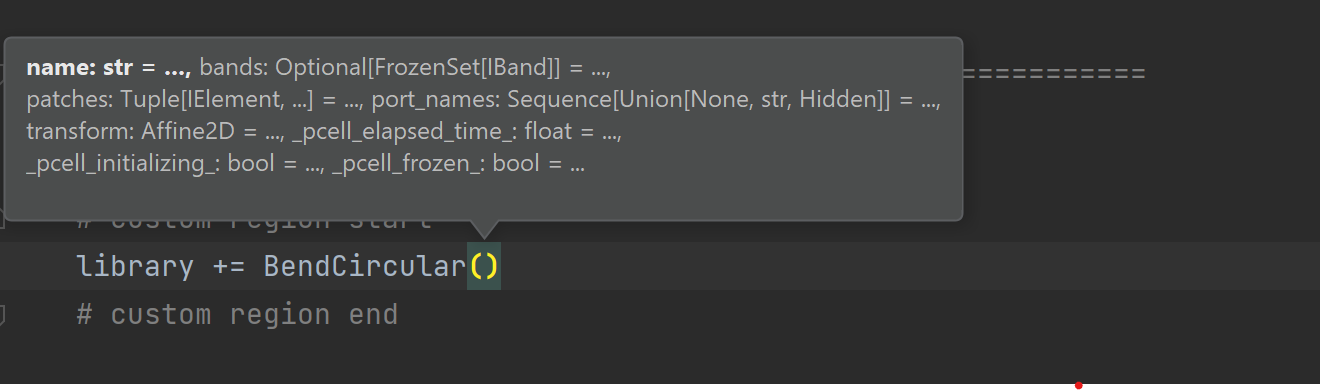 name: str = ..., bands: Optional[FrozenSet[IBand]] = ...,
===========
patches: Tuple[IElement, ...] = ..., port_names: Sequence[Union[None, str, Hidden]] = ...,
transform: Affine2D = ..., _pcell_elapsed_time_: float = ...,
_pcell_initializing_: bool = ..., _pcell_frozen_: bool = ...
# custom region start
library += BendCircular()
# custom region end